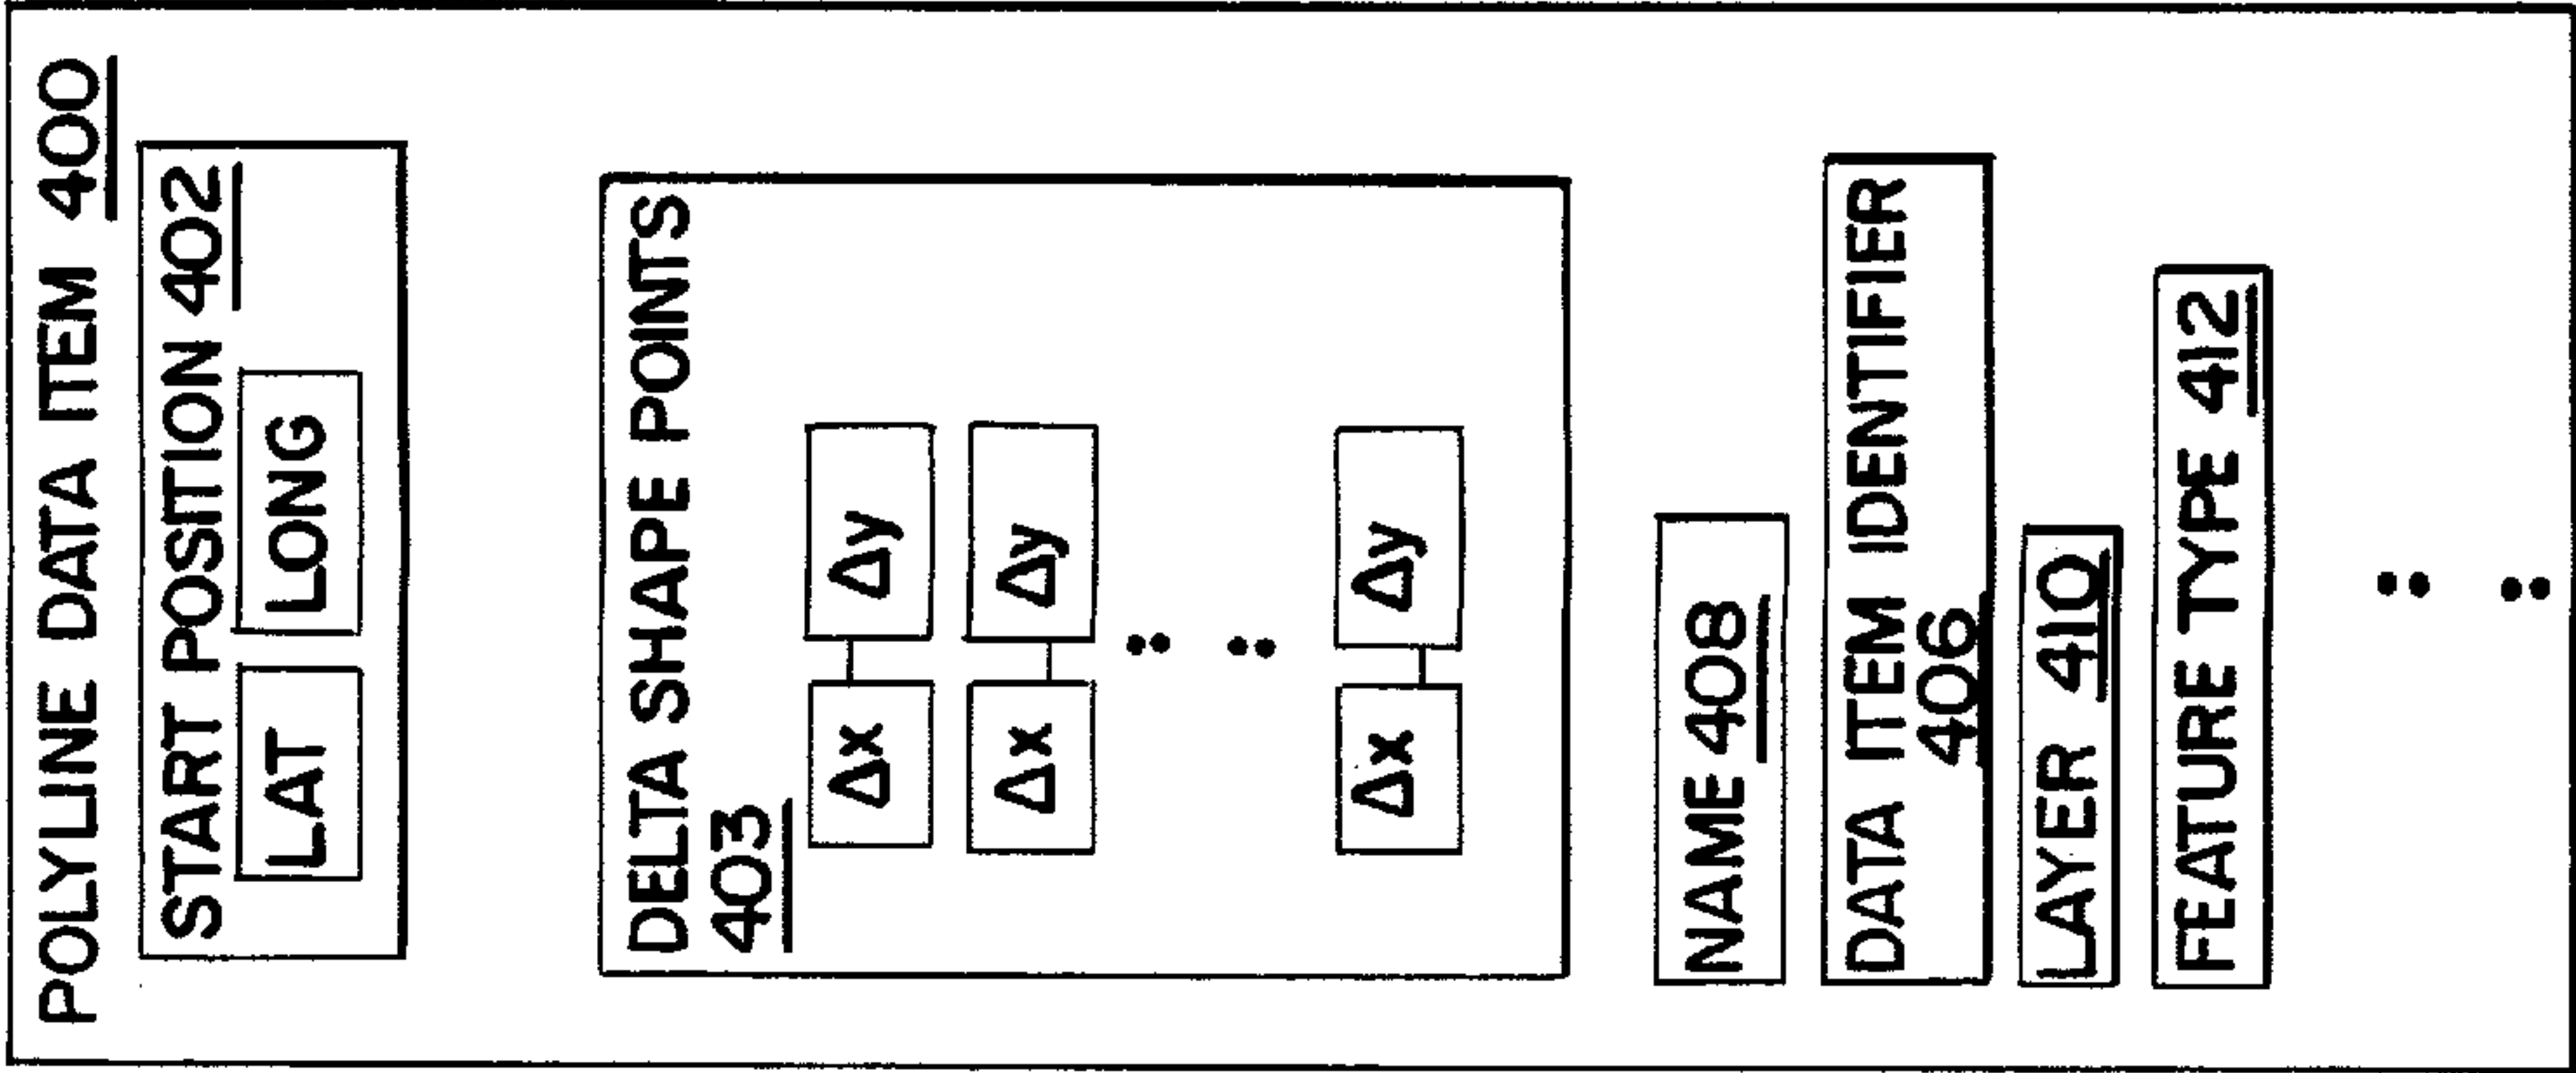 POLYLINE DATA ITEM 400
START POSITION 402
LAT LONG
DELTA SHAPE POINTS
403
Δx Δy
Δx Δy
Δx Δy
NAME 408
DATA ITEM IDENTIFIER
406
LAYER 410
FEATURE TYPE 412